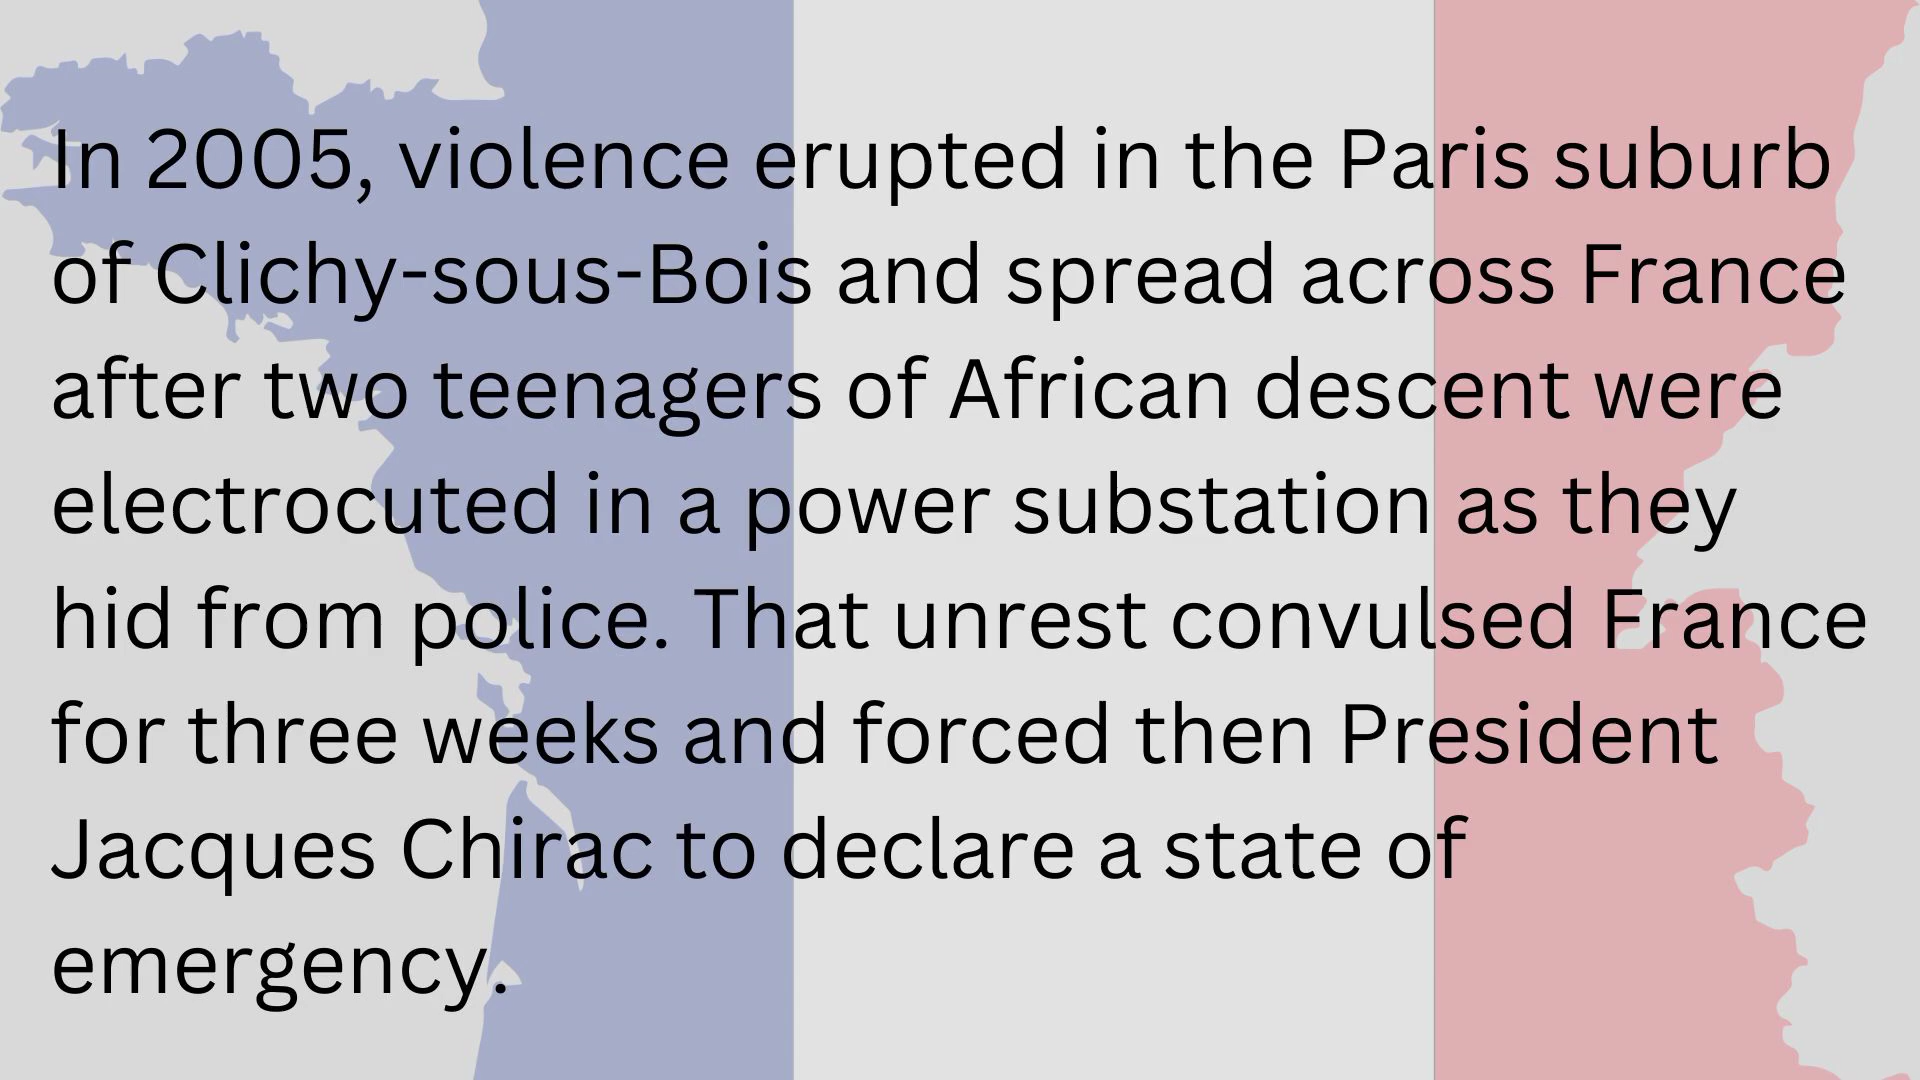 In 2005, violence erupted in the Paris suburb
of Clichy-sous-Bois and spread across France
after two teenagers of African descent were
electrocuted in a power substation as they
hid from police. That unrest convulsed France
for three weeks and forced then President
Jacques Chirac to declare a state of
emergency.